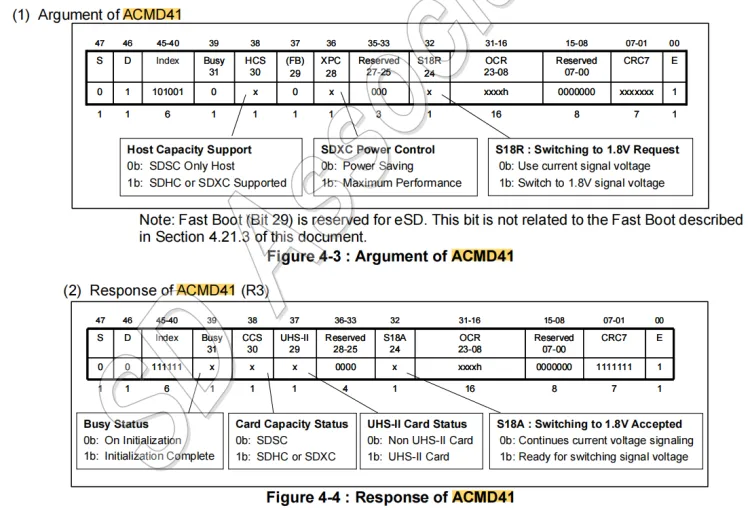 (1) Argument of ACMD41
47 46 45-40 39 38 37 36 35-33 32 31-16 15-08 07-01 00
S D Index Busy HCS (FB) XPC Reserved S18R OCR Reserved CRC7 E
31 30 29 28 27-25 24 23-08 07-00
0 1 101001 0 x 0 x 000 x xxxxh 0000000 xxxxxxx 1
1 1 6 1 1 1 1 3 1 16 8 7 1
Host Capacity Support SDXC Power Control S18R : Switching to 1.8V Request
0b: SDSC Only Host 0b: Power Saving 0b: Use current signal voltage
1b: SDHC or SDXC Supported 1b: Maximum Performance 1b: Switch to 1.8V signal voltage
Note: Fast Boot (Bit 29) is reserved for eSD. This bit is not related to the Fast Boot described
in Section 4.21.3 of this document.
Figure 4-3 : Argument of ACMD41
(2) Response of ACMD41 (R3)
47 46 45-40 39 38 37 36-33 32 31-16 15-08 07-01 00
S D Index Busy CCS UHS-II Reserved S18A OCR Reserved CRC7 E
31 30 29 28-25 24 23-08 07-00
0 0 111111 x x x 0000 x xxxxh 0000000 1111111 1
1 1 6 1 1 1 4 1 16 8 7 1
Busy Status Card Capacity Status UHS-II Card Status S18A : Switching to 1.8V Accepted
0b: On Initialization 0b: SDSC 0b: Non UHS-II Card 0b: Continues current voltage signaling
1b: Initialization Complete 1b: SDHC or SDXC 1b: UHS-II Card 1b: Ready for switching signal voltage
Figure 4-4 : Response of ACMD41
SD Associ